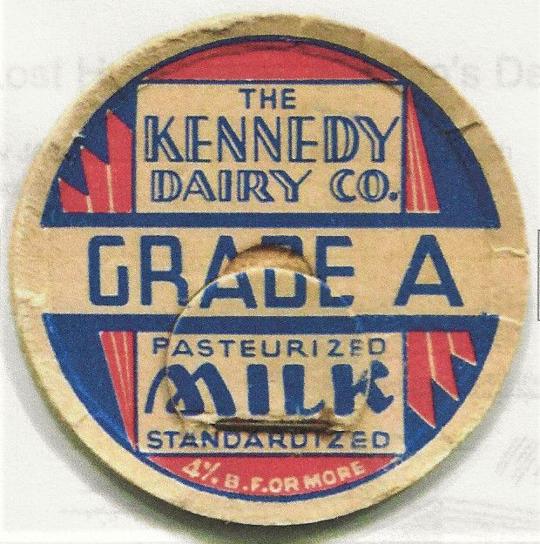 THE
KENNEDY
DAIRY CO.
GRADE A
PASTEURIZED
MILK
STANDARDIZED
4% B.F. OR MORE